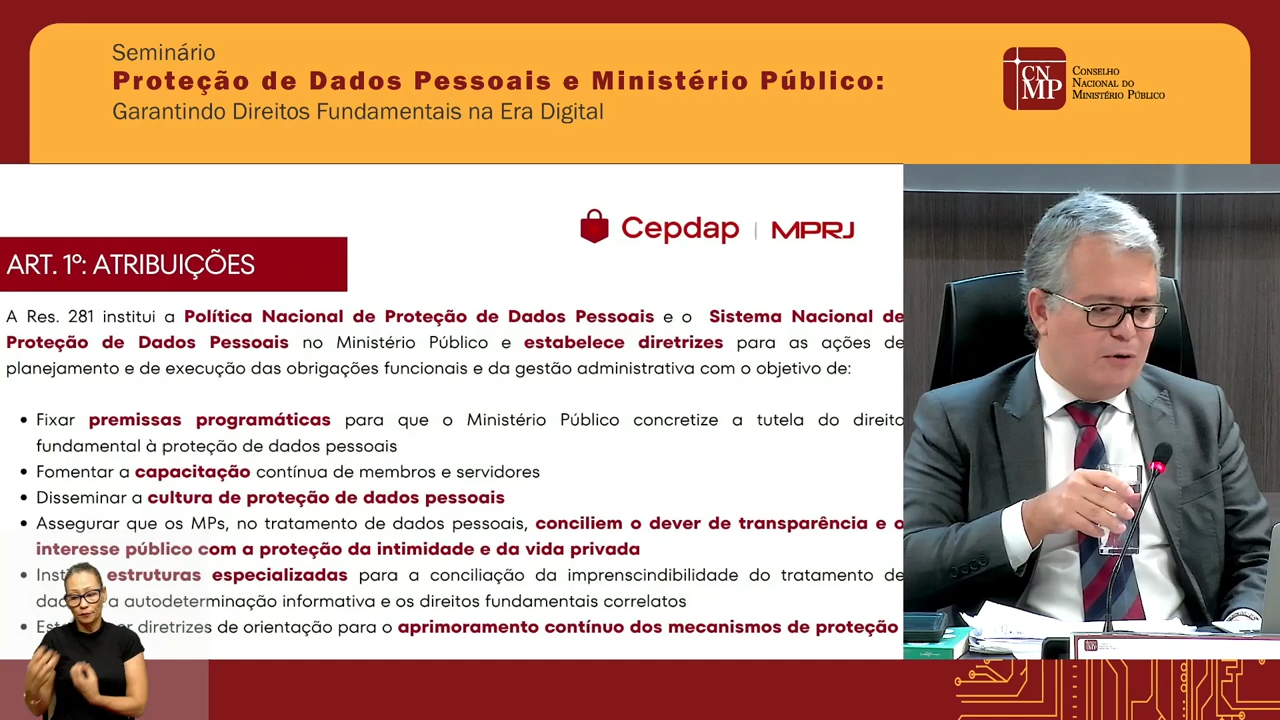 Seminário
Proteção de Dados Pessoais e Ministério Público:
Garantindo Direitos Fundamentais na Era Digital
CN
MP
CONSELHO
NACIONAL DO
MINISTÉRIO PÚBLICO
Cepdap | MPRJ
ART. 1º: ATRIBUIÇÕES
A Res. 281 institui a Política Nacional de Proteção de Dados Pessoais e o Sistema Nacional de
Proteção de Dados Pessoais no Ministério Público e estabelece diretrizes para as ações de
planejamento e de execução das obrigações funcionais e da gestão administrativa com o objetivo de:
• Fixar premissas programáticas para que o Ministério Público concretize a tutela do direito
fundamental à proteção de dados pessoais
• Fomentar a capacitação contínua de membros e servidores
• Disseminar a cultura de proteção de dados pessoais
• Assegurar que os MPs, no tratamento de dados pessoais, conciliem o dever de transparência e o
interesse público com a proteção da intimidade e da vida privada
• estruturas especializadas para a conciliação da imprenscindibilidade do tratamento de
a autodeterminação informativa e os direitos fundamentais correlatos
• diretrizes de orientação para o aprimoramento contínuo dos mecanismos de proteção